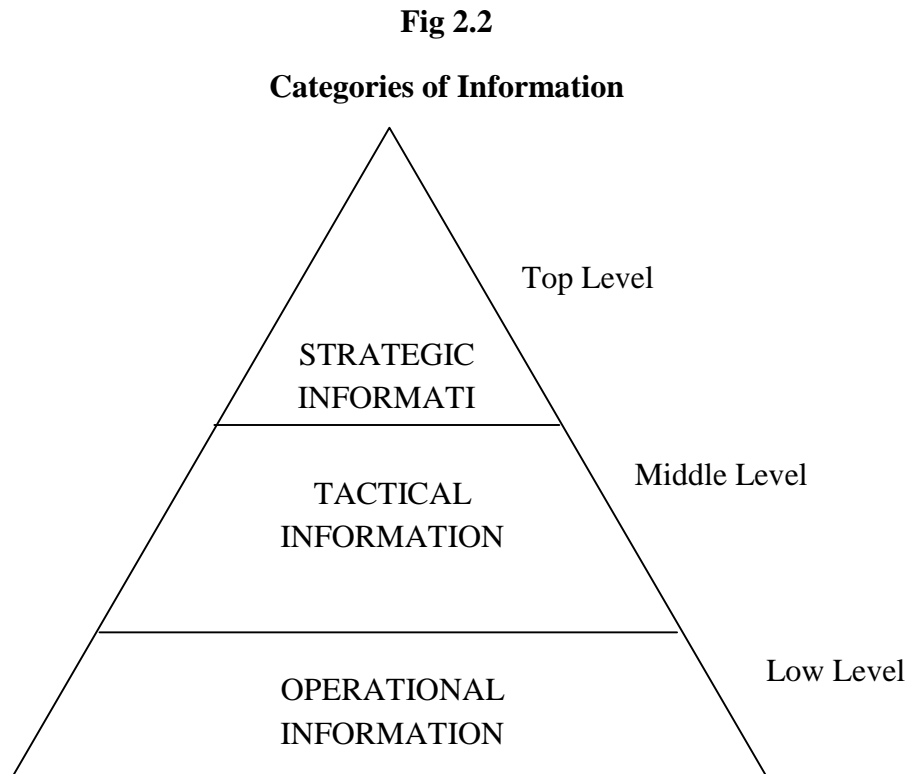 Fig 2.2
Categories of Information
Top Level
STRATEGIC
INFORMATI
Middle Level
TACTICAL
INFORMATION
Low Level
OPERATIONAL
INFORMATION